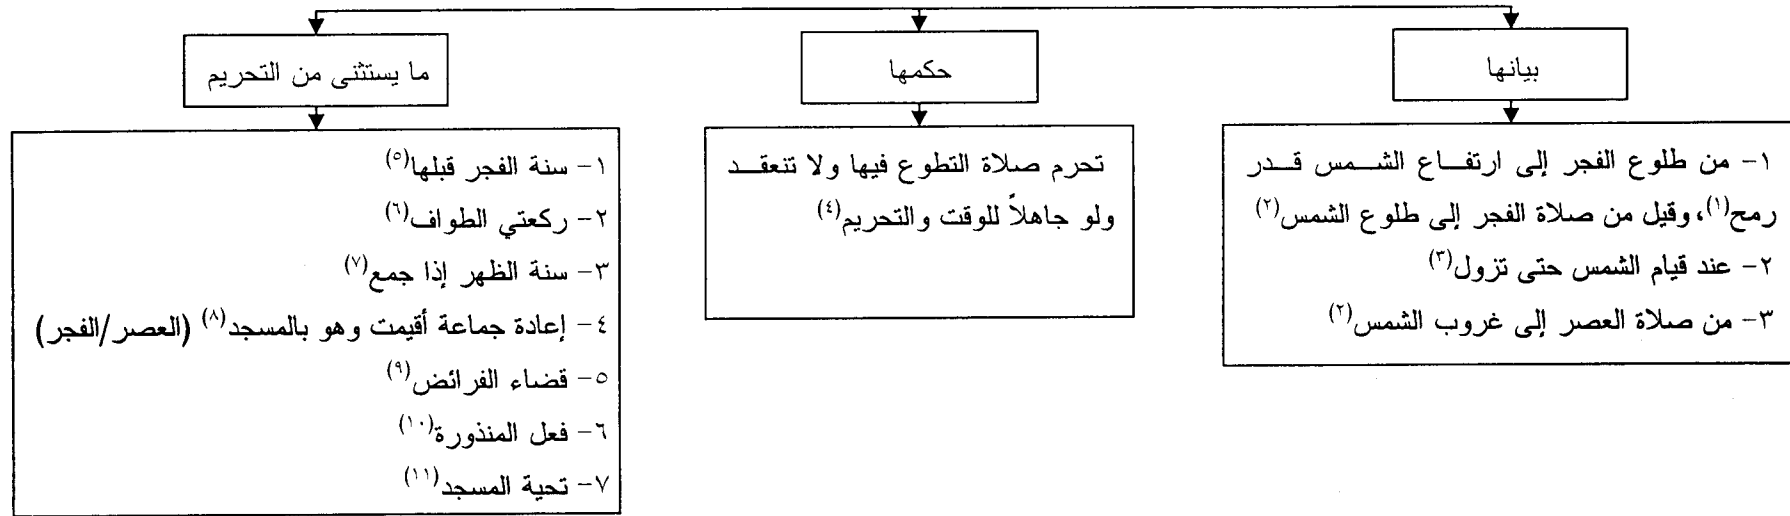 بيانها
١- من طلوع الفجر إلى ارتفاع الشمس قدر
رمح(١)، وقيل من صلاة الفجر إلى طلوع الشمس(٢)
٢- عند قيام الشمس حتى تزول(٣)
٣- من صلاة العصر إلى غروب الشمس(٢)
حكمها
تحرم صلاة التطوع فيها ولا تنعقد
ولو جاهلاً للوقت والتحريم(٤)
ما يستثنى من التحريم
١- سنة الفجر قبلها(٥)
٢- ركعتي الطواف(٦)
٣- سنة الظهر إذا جمع(٧)
٤- إعادة جماعة أقيمت وهو بالمسجد(٨) (العصر/الفجر)
٥- قضاء الفرائض(٩)
٦- فعل المنذورة(١٠)
٧- تحية المسجد(١١)